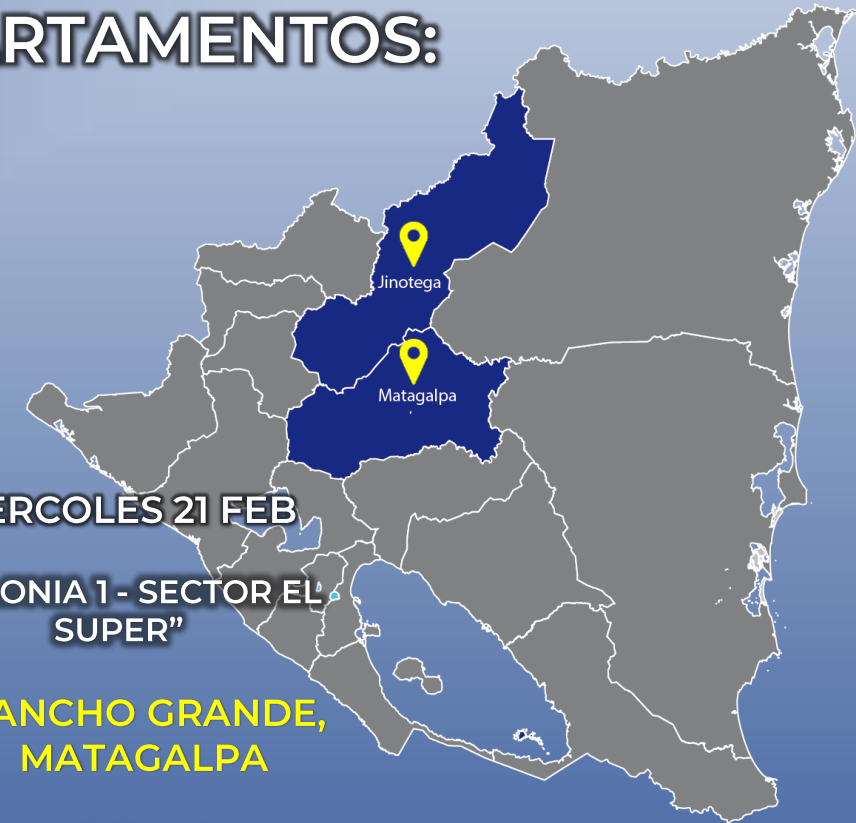 RTAMENTOS:
Jinotega
Matagalpa
ERCOLES 21 FEB
ONIA 1 - SECTOR EL
SUPER”
ANCHO GRANDE,
MATAGALPA